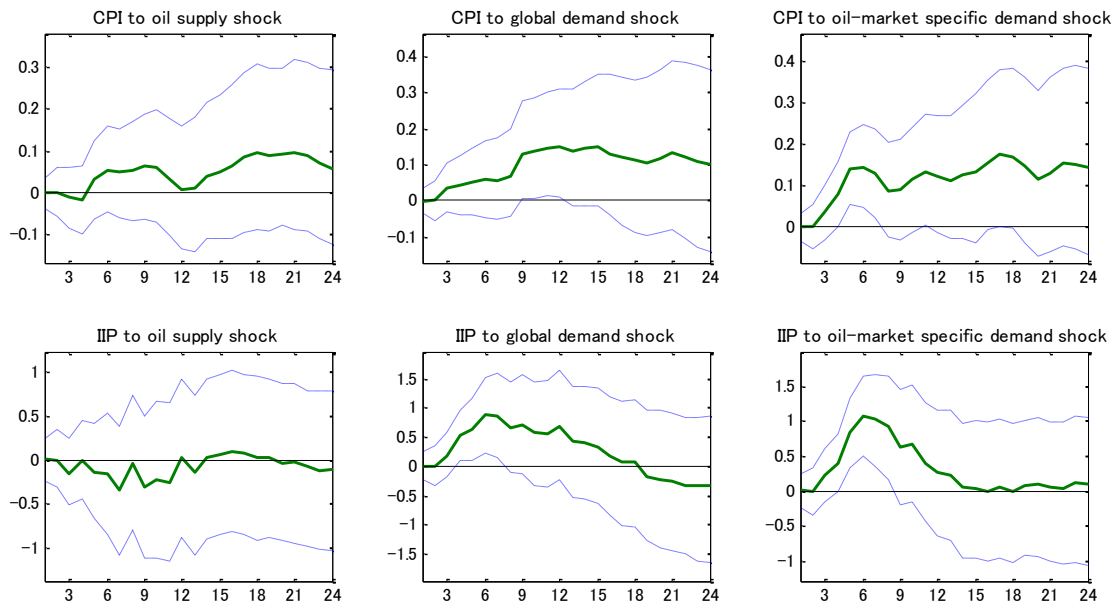 CPI to oil supply shock
0.3
0.2
0.1
0
-0.1
3 6 9 12 15 18 21 24
CPI to global demand shock
0.4
0.3
0.2
0.1
0
-0.1
3 6 9 12 15 18 21 24
CPI to oil-market specific demand shock
0.4
0.3
0.2
0.1
0
3 6 9 12 15 18 21 24
IIP to oil supply shock
1
0.5
0
-0.5
-1
3 6 9 12 15 18 21 24
IIP to global demand shock
1.5
1
0.5
0
-0.5
-1
-1.5
3 6 9 12 15 18 21 24
IIP to oil-market specific demand shock
1.5
1
0.5
0
-0.5
-1
3 6 9 12 15 18 21 24